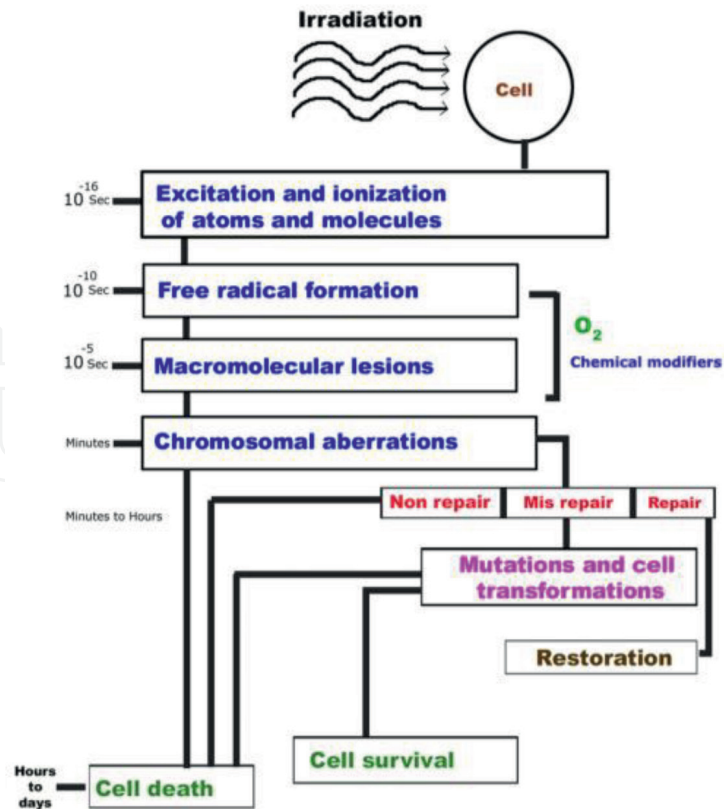 Irradiation
Cell
10⁻¹⁶ Sec
Excitation and ionization
of atoms and molecules
10⁻¹⁰ Sec
Free radical formation
O₂
Chemical modifiers
10⁻⁵ Sec
Macromolecular lesions
Minutes
Chromosomal aberrations
Minutes to Hours
Non repair
Mis repair
Repair
Mutations and cell
transformations
Restoration
Cell survival
Hours
to
days
Cell death